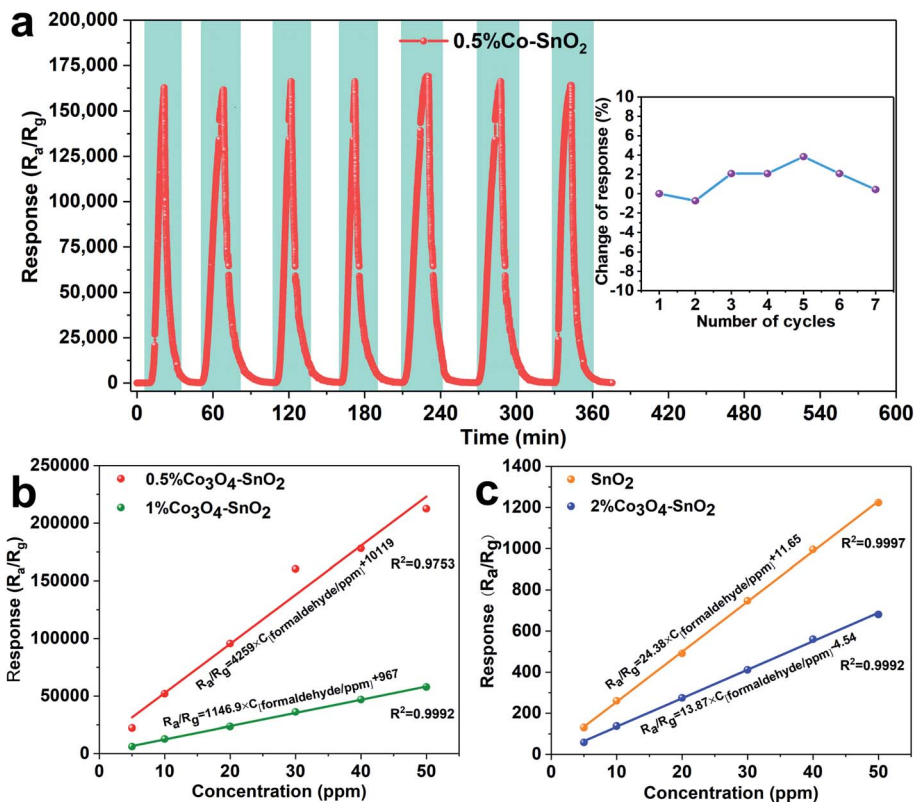 a
0.5%Co-SnO₂
Response (Rₐ/R_g)
200,000
175,000
150,000
125,000
100,000
75,000
50,000
25,000
0
0 60 120 180 240 300 360 420 480 540 600
Time (min)
Change of response (%)
10
8
6
4
2
0
-2
-4
-6
-8
-10
1 2 3 4 5 6 7
Number of cycles
b
0.5%Co₃O₄-SnO₂
1%Co₃O₄-SnO₂
Response (Rₐ/R_g)
250000
200000
150000
100000
50000
0
Rₐ/R_g=4259×C[formaldehyde/ppm]+10119
R²=0.9753
Rₐ/R_g=1146.9×C[formaldehyde/ppm]+967
R²=0.9992
0 10 20 30 40 50
Concentration (ppm)
c
SnO₂
2%Co₃O₄-SnO₂
Response (Rₐ/R_g)
1400
1200
1000
800
600
400
200
0
Rₐ/R_g=24.38×C[formaldehyde/ppm]+11.65
R²=0.9997
Rₐ/R_g=13.87×C[formaldehyde/ppm]-4.54
R²=0.9992
0 10 20 30 40 50
Concentration (ppm)